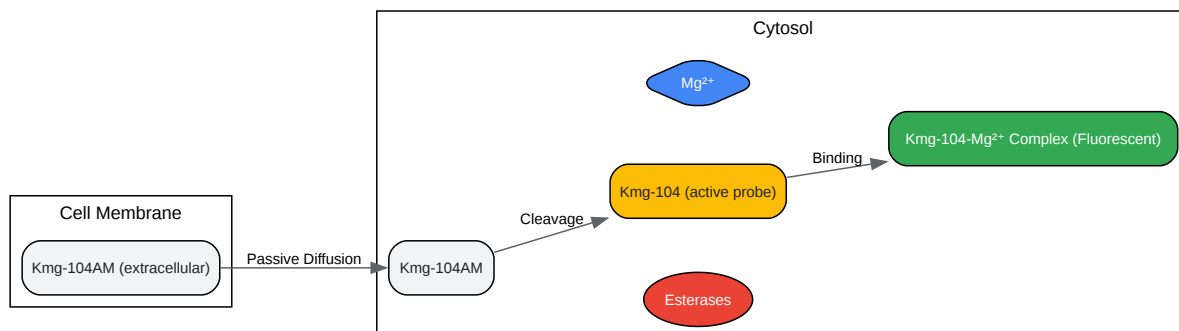 Cytosol
Mg²⁺
Kmg-104-Mg²⁺ Complex (Fluorescent)
Binding
Kmg-104 (active probe)
Cell Membrane
Cleavage
Kmg-104AM (extracellular)
Passive Diffusion
Kmg-104AM
Esterases